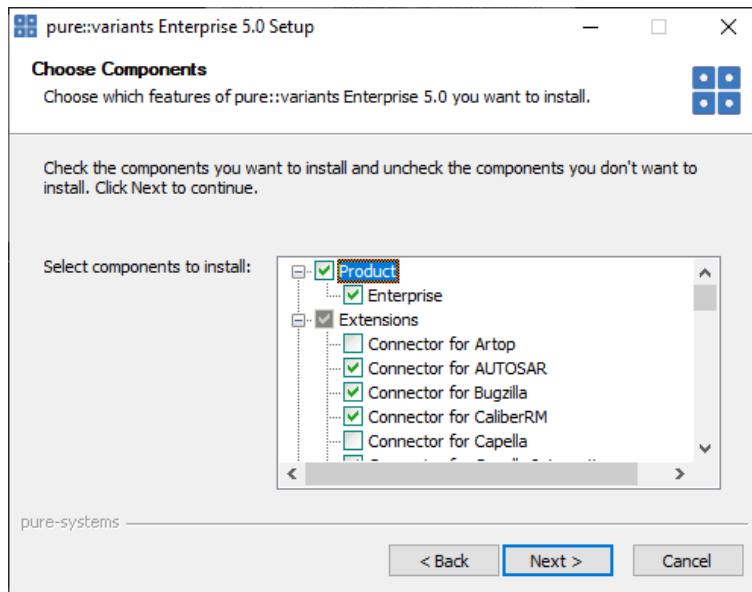 pure::variants Enterprise 5.0 Setup
Choose Components
Choose which features of pure::variants Enterprise 5.0 you want to install.
Check the components you want to install and uncheck the components you don't want to
install. Click Next to continue.
Select components to install:
Product
Enterprise
Extensions
Connector for Artop
Connector for AUTOSAR
Connector for Bugzilla
Connector for CaliberRM
Connector for Capella
pure-systems
< Back
Next >
Cancel